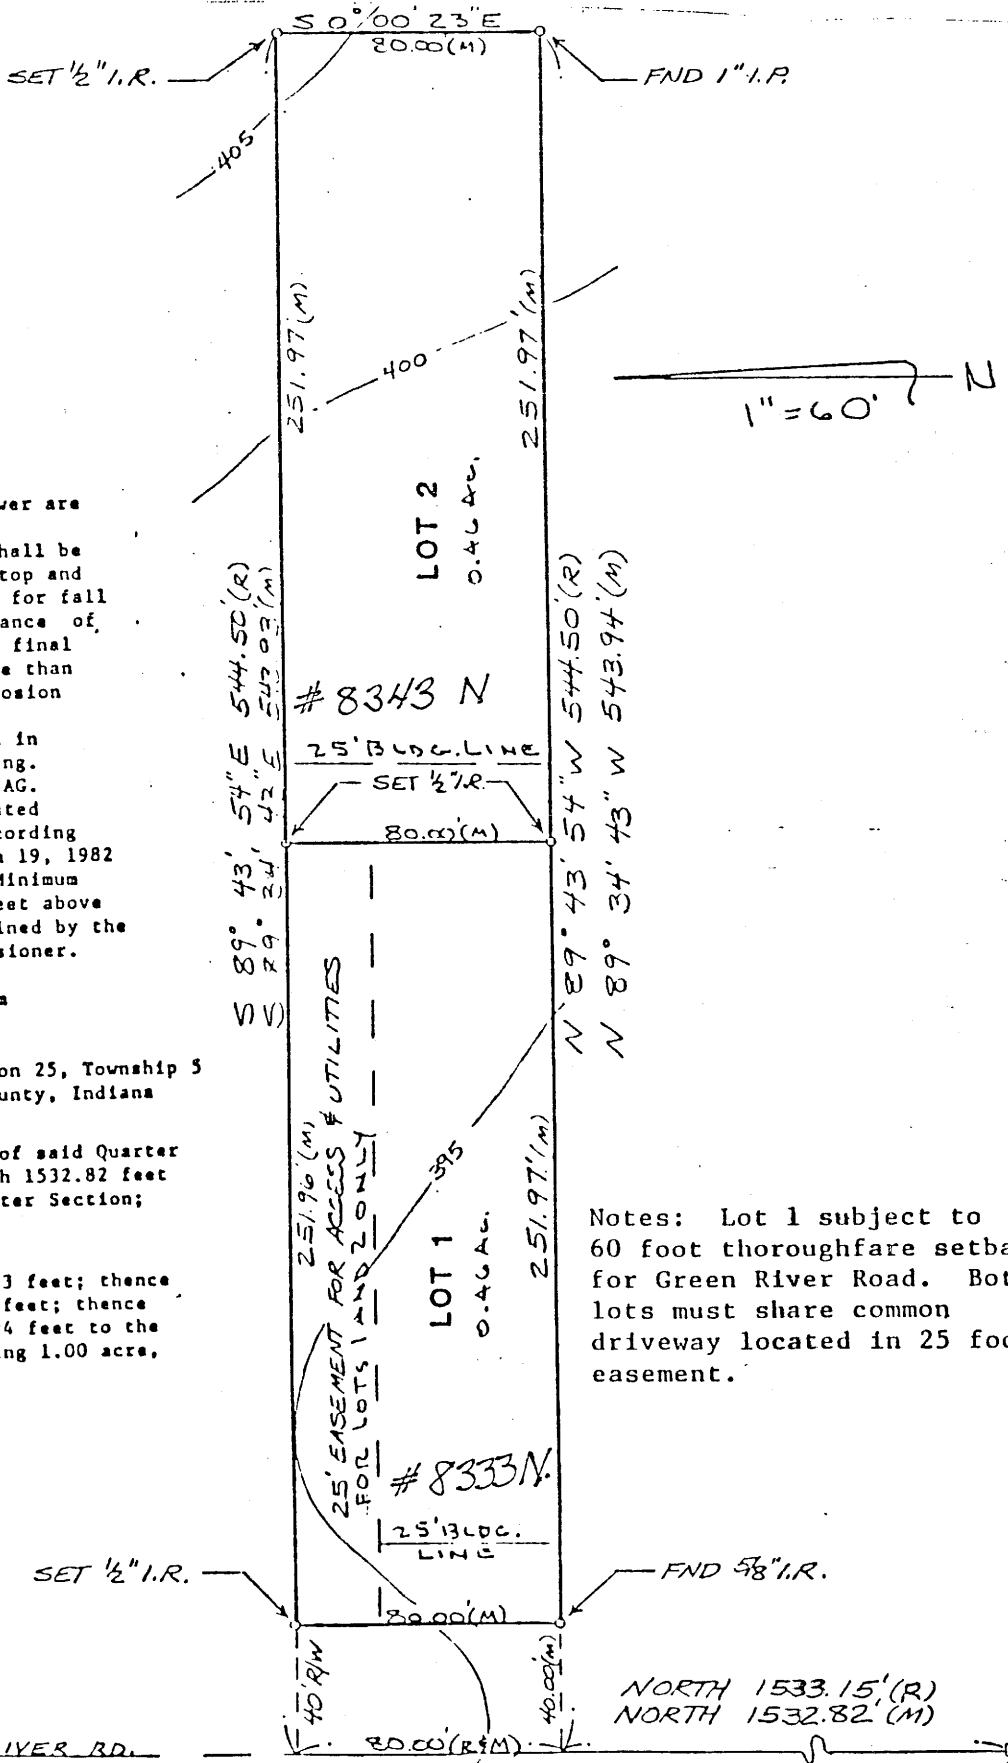 S 0° 00' 23" E
80.00 (M)
SET ½" I.R.
FND 1" I.P.
405
251.97 (M)
251.97' (M)
400
N
1" = 60'
LOT 2
0.46 Ac.
# 8343 N
25' BLDG. LINE
SET ½" I.R.
80.00' (M)
S 89° 43' 54" E 544.50' (R)
N 89° 43' 54" W 544.50' (R)
N 89° 34' 43" W 543.94' (M)
wer are
hall be
top and
for fall
ance of
final
e than
osion
in
ng.
AG.
ted
cording
h 19, 1982
Minimum
eet above
ined by the
sioner.
on 25, Township 5
unty, Indiana
of said Quarter
h 1532.82 feet
ter Section;
3 feet; thence
feet; thence
4 feet to the
ng 1.00 acre,
25' EASEMENT FOR ACCESS & UTILITIES
FOR LOTS 1 AND 2 ONLY
251.96' (M)
395
251.97' (M)
LOT 1
0.46 Ac.
# 8333 N.
25' BLDG.
LINE
Notes: Lot 1 subject to
60 foot thoroughfare setba
for Green River Road. Bot
lots must share common
driveway located in 25 foo
easement.
SET ½" I.R.
FND 5/8" I.R.
80.00' (M)
40' R/W
40.00' (M)
NORTH 1533.15' (R)
NORTH 1532.82' (M)
IVER RD.
80.00' (R&M)